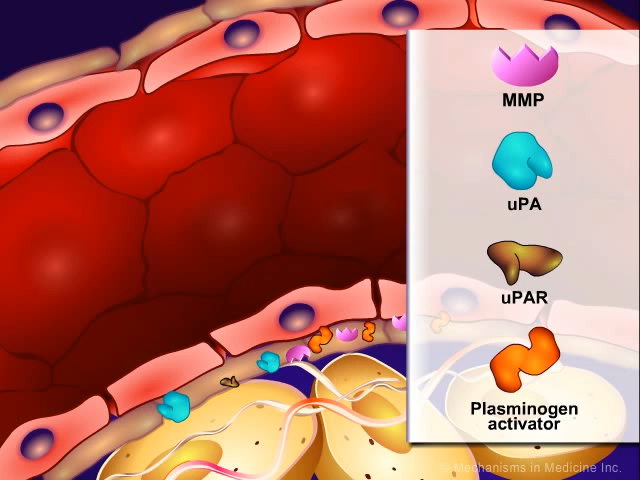 MMP
uPA
uPAR
Plasminogen
activator
© Mechanisms in Medicine Inc.